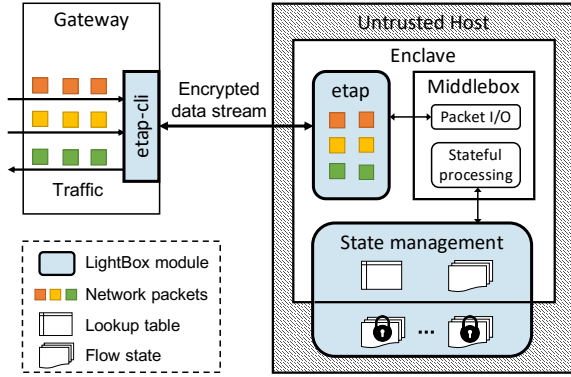 Gateway
etap-cli
Traffic
Encrypted
data stream
Untrusted Host
Enclave
etap
Middlebox
Packet I/O
Stateful
processing
State management
...
LightBox module
Network packets
Lookup table
Flow state